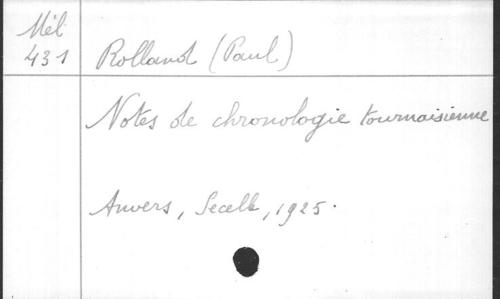 Mél
431
Rolland (Paul)
Notes de chronologie tournaisienne
Anvers, Secelle, 1925.